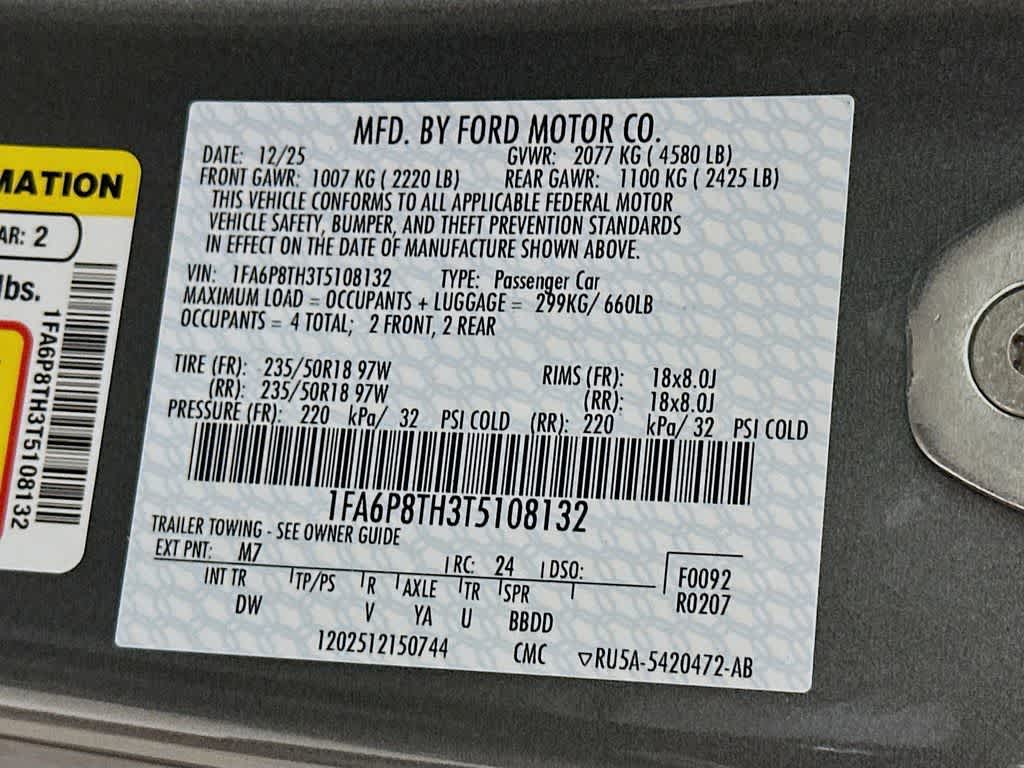 MATION
AR: 2
lbs.
1FA6P8TH3T5108132
MFD. BY FORD MOTOR CO.
DATE: 12/25 GVWR: 2077 KG ( 4580 LB)
FRONT GAWR: 1007 KG ( 2220 LB) REAR GAWR: 1100 KG ( 2425 LB)
THIS VEHICLE CONFORMS TO ALL APPLICABLE FEDERAL MOTOR
VEHICLE SAFETY, BUMPER, AND THEFT PREVENTION STANDARDS
IN EFFECT ON THE DATE OF MANUFACTURE SHOWN ABOVE.
VIN: 1FA6P8TH3T5108132 TYPE: Passenger Car
MAXIMUM LOAD = OCCUPANTS + LUGGAGE = 299KG/ 660LB
OCCUPANTS = 4 TOTAL; 2 FRONT, 2 REAR
TIRE (FR): 235/50R18 97W RIMS (FR): 18x8.0J
(RR): 235/50R18 97W (RR): 18x8.0J
PRESSURE (FR): 220 kPa/ 32 PSI COLD (RR): 220 kPa/ 32 PSI COLD
1FA6P8TH3T5108132
TRAILER TOWING - SEE OWNER GUIDE
EXT PNT: M7 RC: 24 DSO: F0092
INT TR TP/PS R AXLE TR SPR R0207
DW V YA U BBDD
1202512150744 CMC ▽RU5A-5420472-AB